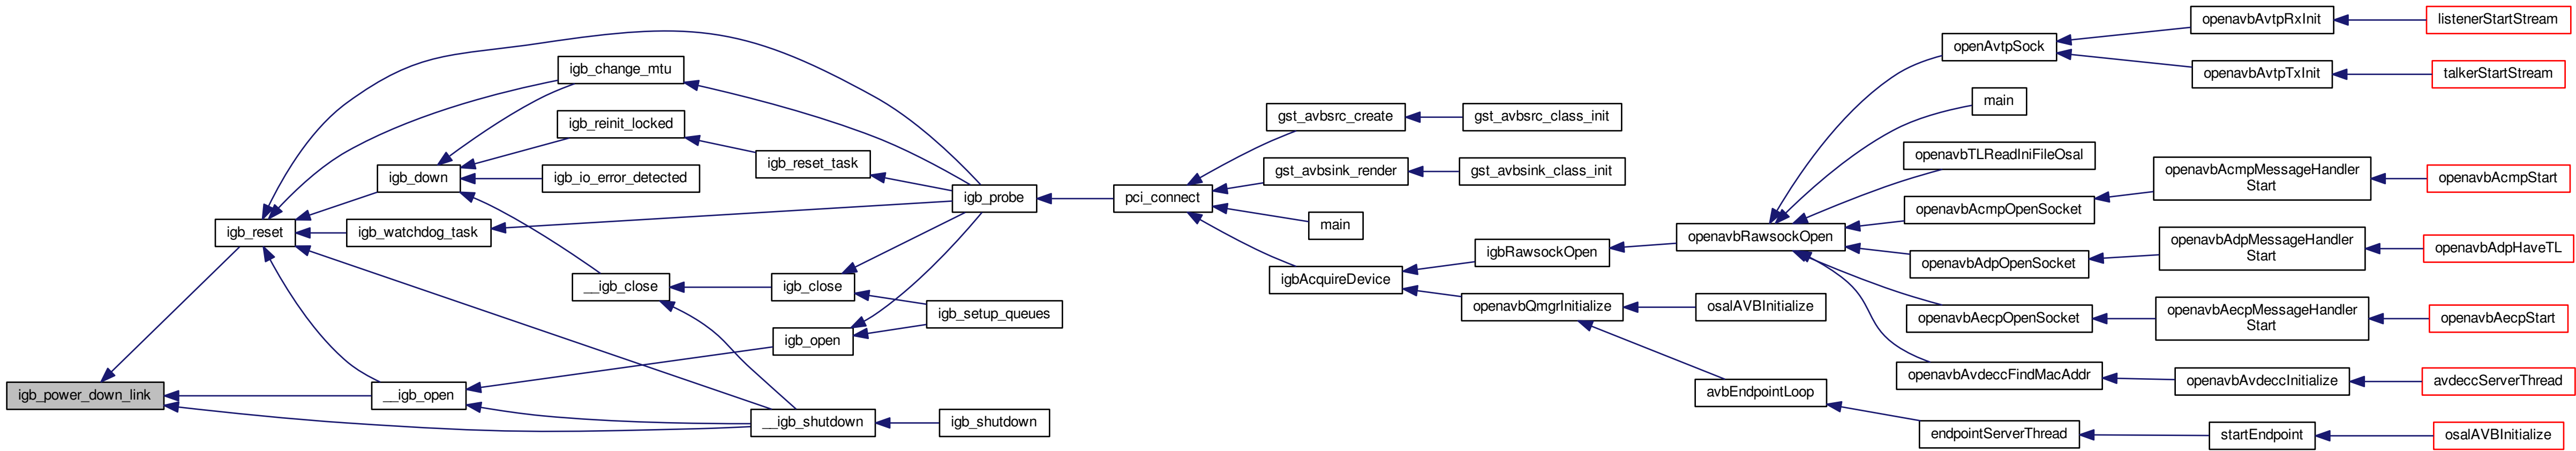 igb_power_down_link
igb_reset
igb_change_mtu
igb_down
igb_reinit_locked
igb_io_error_detected
igb_reset_task
igb_watchdog_task
__igb_close
igb_close
igb_setup_queues
igb_open
__igb_open
__igb_shutdown
igb_shutdown
igb_probe
pci_connect
gst_avbsrc_create
gst_avbsrc_class_init
gst_avbsink_render
gst_avbsink_class_init
main
igbAcquireDevice
igbRawsockOpen
openavbQmgrInitialize
osalAVBInitialize
avbEndpointLoop
openavbRawsockOpen
openAvtpSock
openavbAvtpRxInit
listenerStartStream
openavbAvtpTxInit
talkerStartStream
main
openavbTLReadIniFileOsal
openavbAcmpOpenSocket
openavbAcmpMessageHandler
Start
openavbAcmpStart
openavbAdpOpenSocket
openavbAdpMessageHandler
Start
openavbAdpHaveTL
openavbAecpOpenSocket
openavbAecpMessageHandler
Start
openavbAecpStart
openavbAvdeccFindMacAddr
openavbAvdeccInitialize
avdeccServerThread
endpointServerThread
startEndpoint
osalAVBInitialize